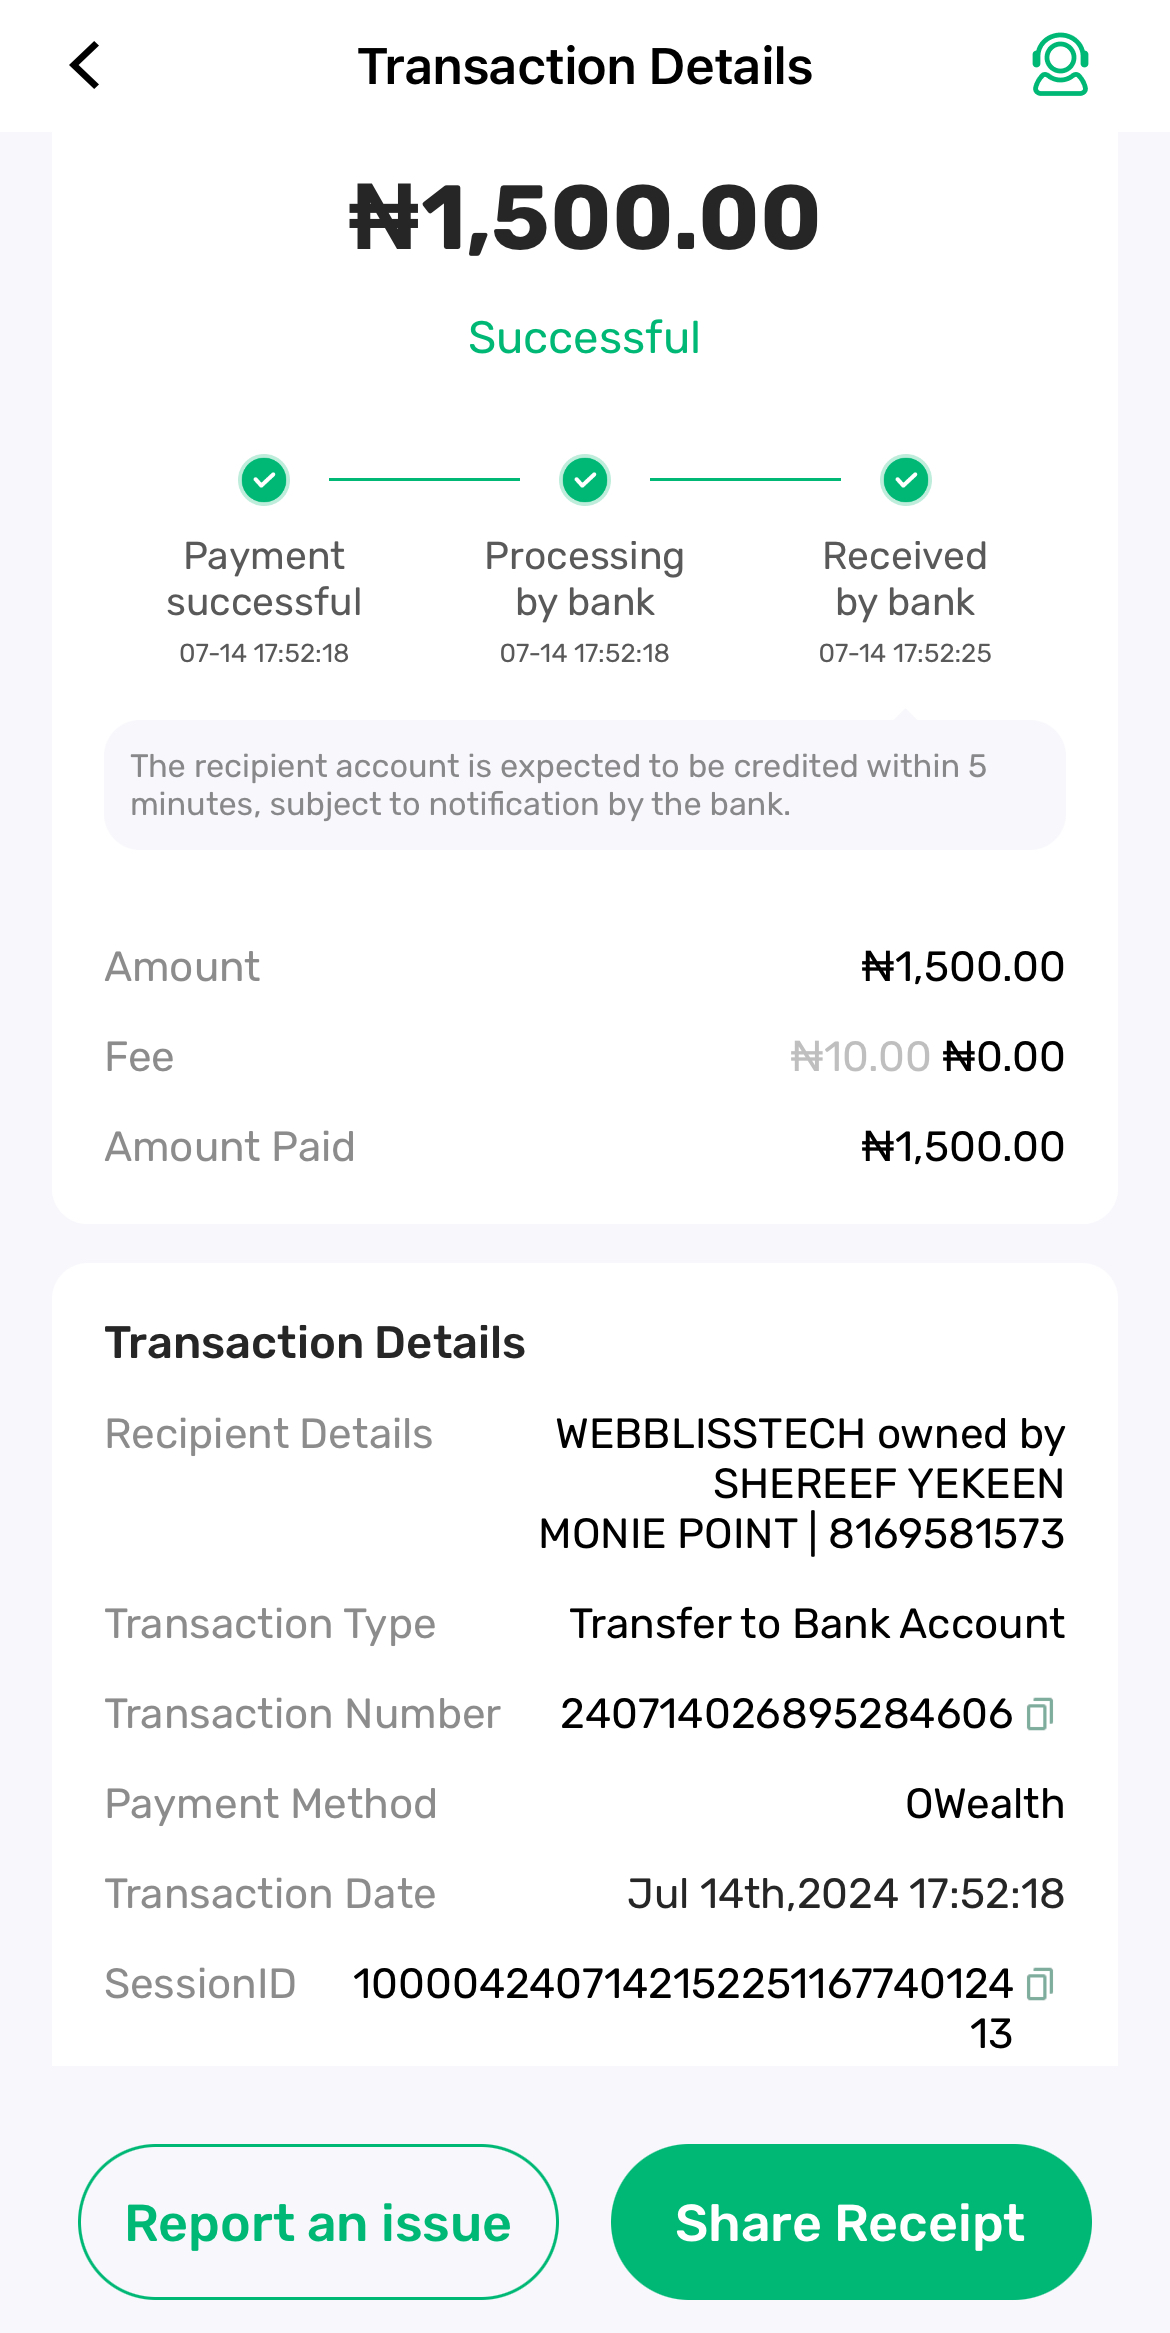 Transaction Details
₦1,500.00
Successful
Payment
successful
07-14 17:52:18
Processing
by bank
07-14 17:52:18
Received
by bank
07-14 17:52:25
The recipient account is expected to be credited within 5
minutes, subject to notification by the bank.
Amount ₦1,500.00
Fee ₦10.00 ₦0.00
Amount Paid ₦1,500.00
Transaction Details
Recipient Details WEBBLISSTECH owned by
SHEREEF YEKEEN
MONIE POINT | 8169581573
Transaction Type Transfer to Bank Account
Transaction Number 240714026895284606
Payment Method OWealth
Transaction Date Jul 14th,2024 17:52:18
SessionID 1000042407142152251167740124
13
Report an issue
Share Receipt